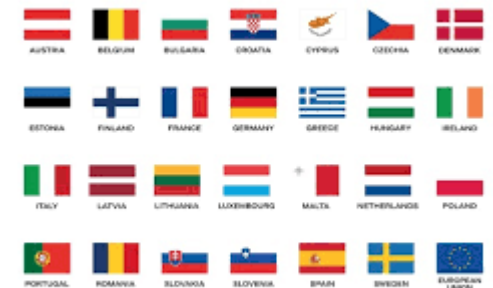 AUSTRIA BELGIUM BULGARIA CROATIA CYPRUS CZECHIA DENMARK
ESTONIA FINLAND FRANCE GERMANY GREECE HUNGARY IRELAND
ITALY LATVIA LITHUANIA LUXEMBOURG MALTA NETHERLANDS POLAND
PORTUGAL ROMANIA SLOVAKIA SLOVENIA SPAIN SWEDEN EUROPEAN
UNION